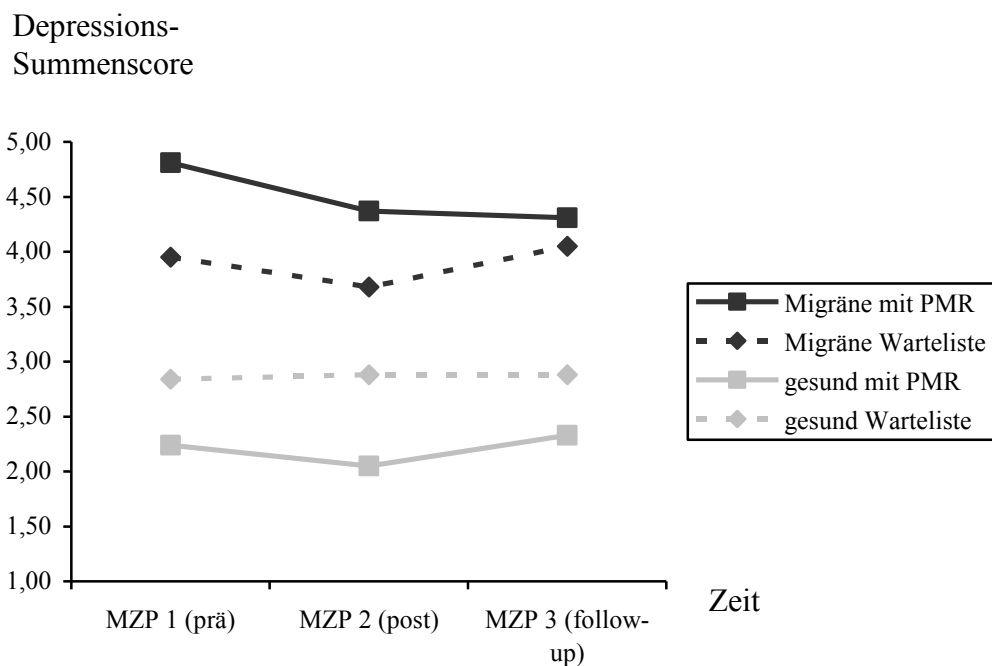 Depressions-
Summenscore
5,00
4,50
4,00
3,50
3,00
2,50
2,00
1,50
1,00
MZP 1 (prä)
MZP 2 (post)
MZP 3 (follow-
up)
Zeit
Migräne mit PMR
Migräne Warteliste
gesund mit PMR
gesund Warteliste